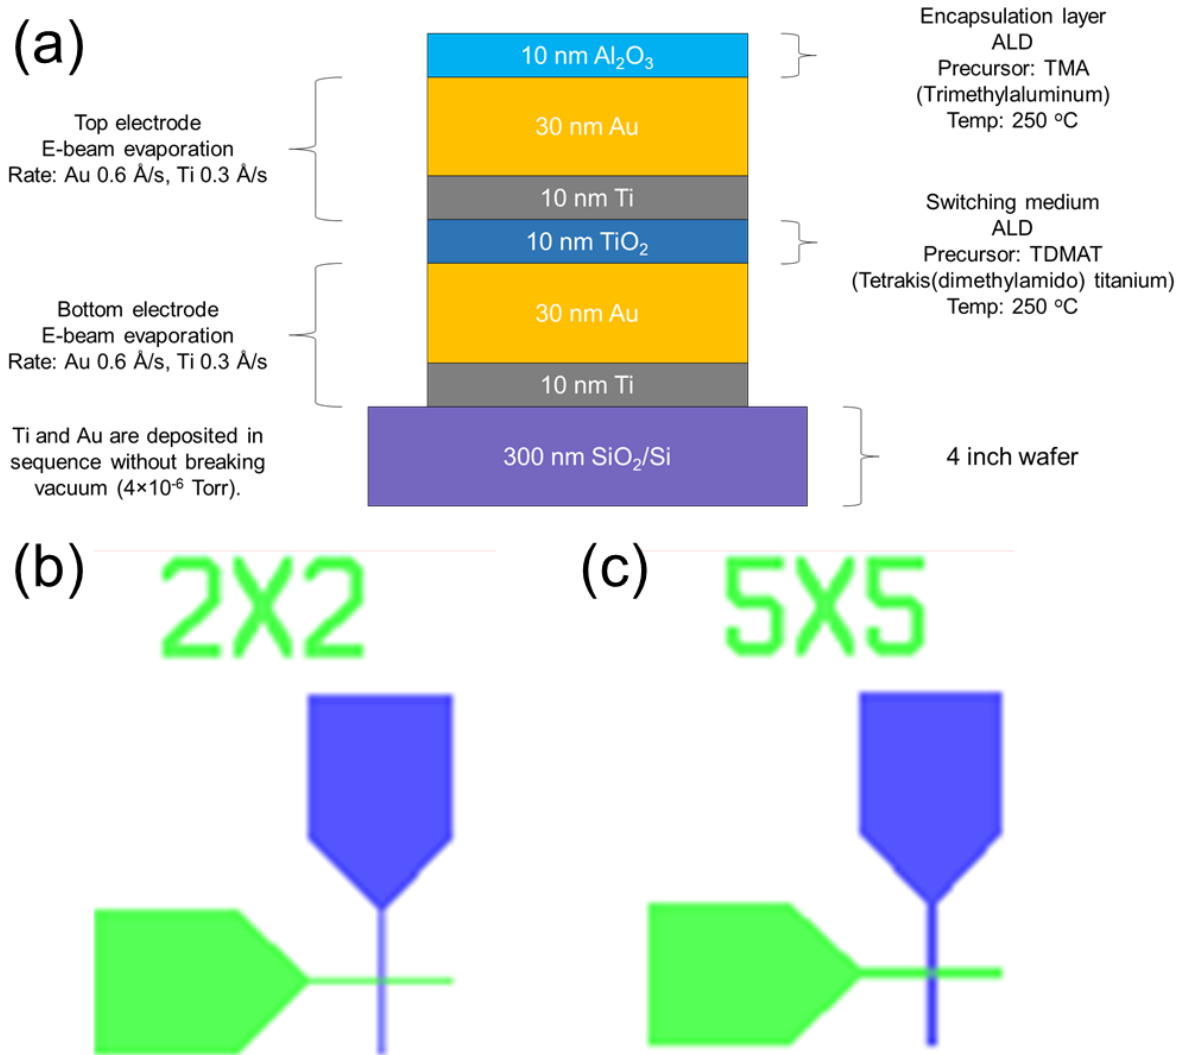 (a)
10 nm Al₂O₃
30 nm Au
10 nm Ti
10 nm TiO₂
30 nm Au
10 nm Ti
300 nm SiO₂/Si
Top electrode
E-beam evaporation
Rate: Au 0.6 Å/s, Ti 0.3 Å/s
Bottom electrode
E-beam evaporation
Rate: Au 0.6 Å/s, Ti 0.3 Å/s
Ti and Au are deposited in
sequence without breaking
vacuum (4×10⁻⁶ Torr).
Encapsulation layer
ALD
Precursor: TMA
(Trimethylaluminum)
Temp: 250 °C
Switching medium
ALD
Precursor: TDMAT
(Tetrakis(dimethylamido) titanium)
Temp: 250 °C
4 inch wafer
(b)
2X2
(c)
5X5